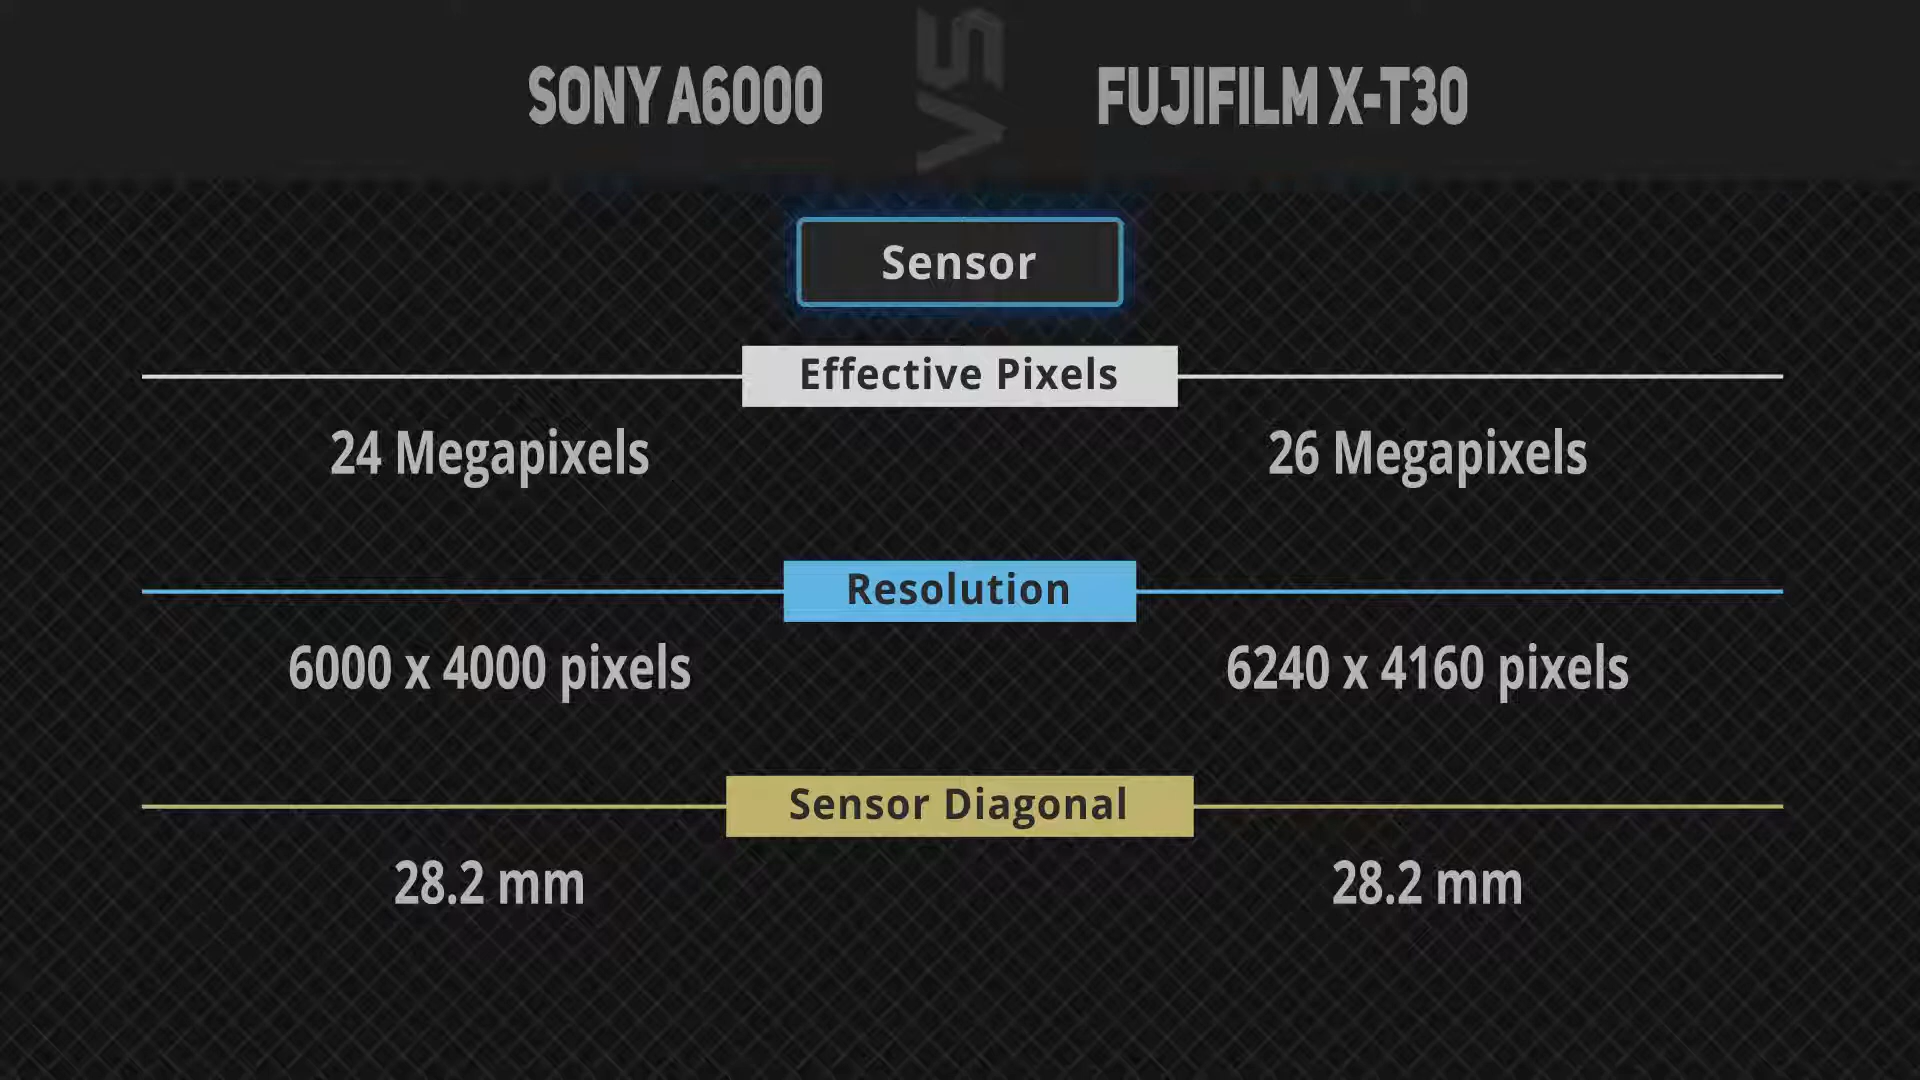 SONY A6000
VS
FUJIFILM X-T30
Sensor
Effective Pixels
24 Megapixels
26 Megapixels
Resolution
6000 x 4000 pixels
6240 x 4160 pixels
Sensor Diagonal
28.2 mm
28.2 mm